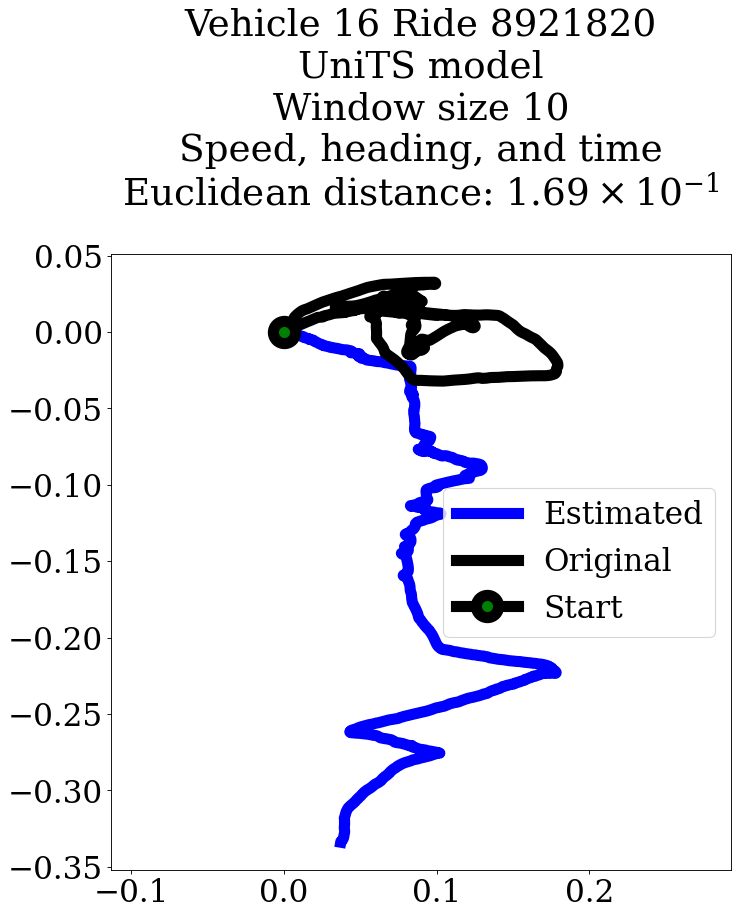 Vehicle 16 Ride 8921820
UniTS model
Window size 10
Speed, heading, and time
Euclidean distance: 1.69 × 10⁻¹
0.05
0.00
−0.05
−0.10
−0.15
−0.20
−0.25
−0.30
−0.35
Estimated
Original
Start
−0.1 0.0 0.1 0.2